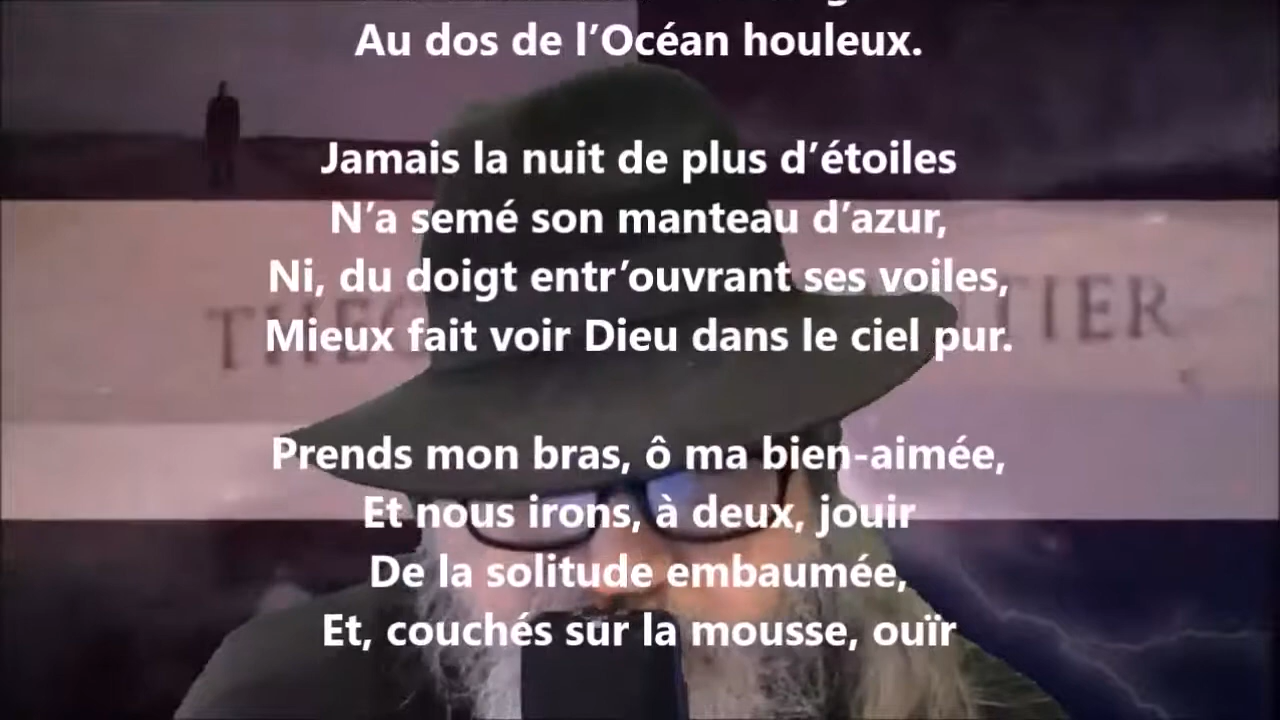 Au dos de l’Océan houleux.
Jamais la nuit de plus d’étoiles
N’a semé son manteau d’azur,
Ni, du doigt entr’ouvrant ses voiles,
Mieux fait voir Dieu dans le ciel pur.
Prends mon bras, ô ma bien-aimée,
Et nous irons, à deux, jouir
De la solitude embaumée,
Et, couchés sur la mousse, ouïr